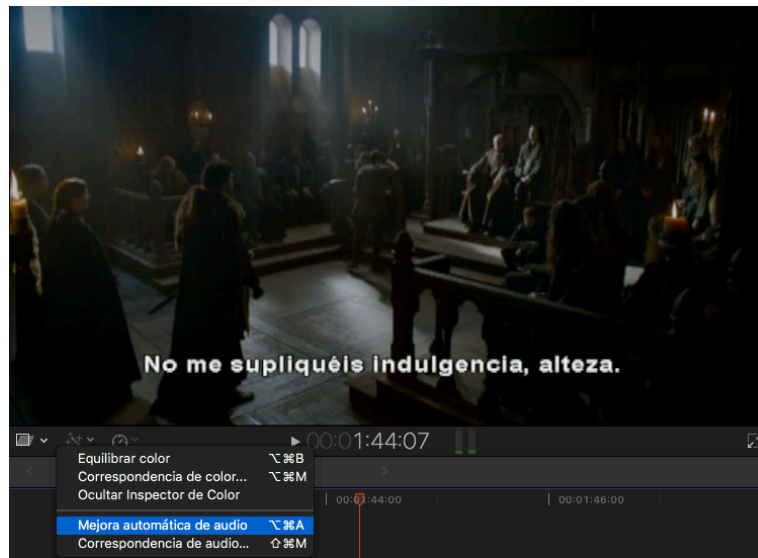 No me supliquéis indulgencia, alteza.
00:01:44:07
Equilibrar color ⌥⌘B
Correspondencia de color... ⌥⌘M
Ocultar Inspector de Color
Mejora automática de audio ⌥⌘A
Correspondencia de audio... ⇧⌘M
00:01:44:00
00:01:46:00